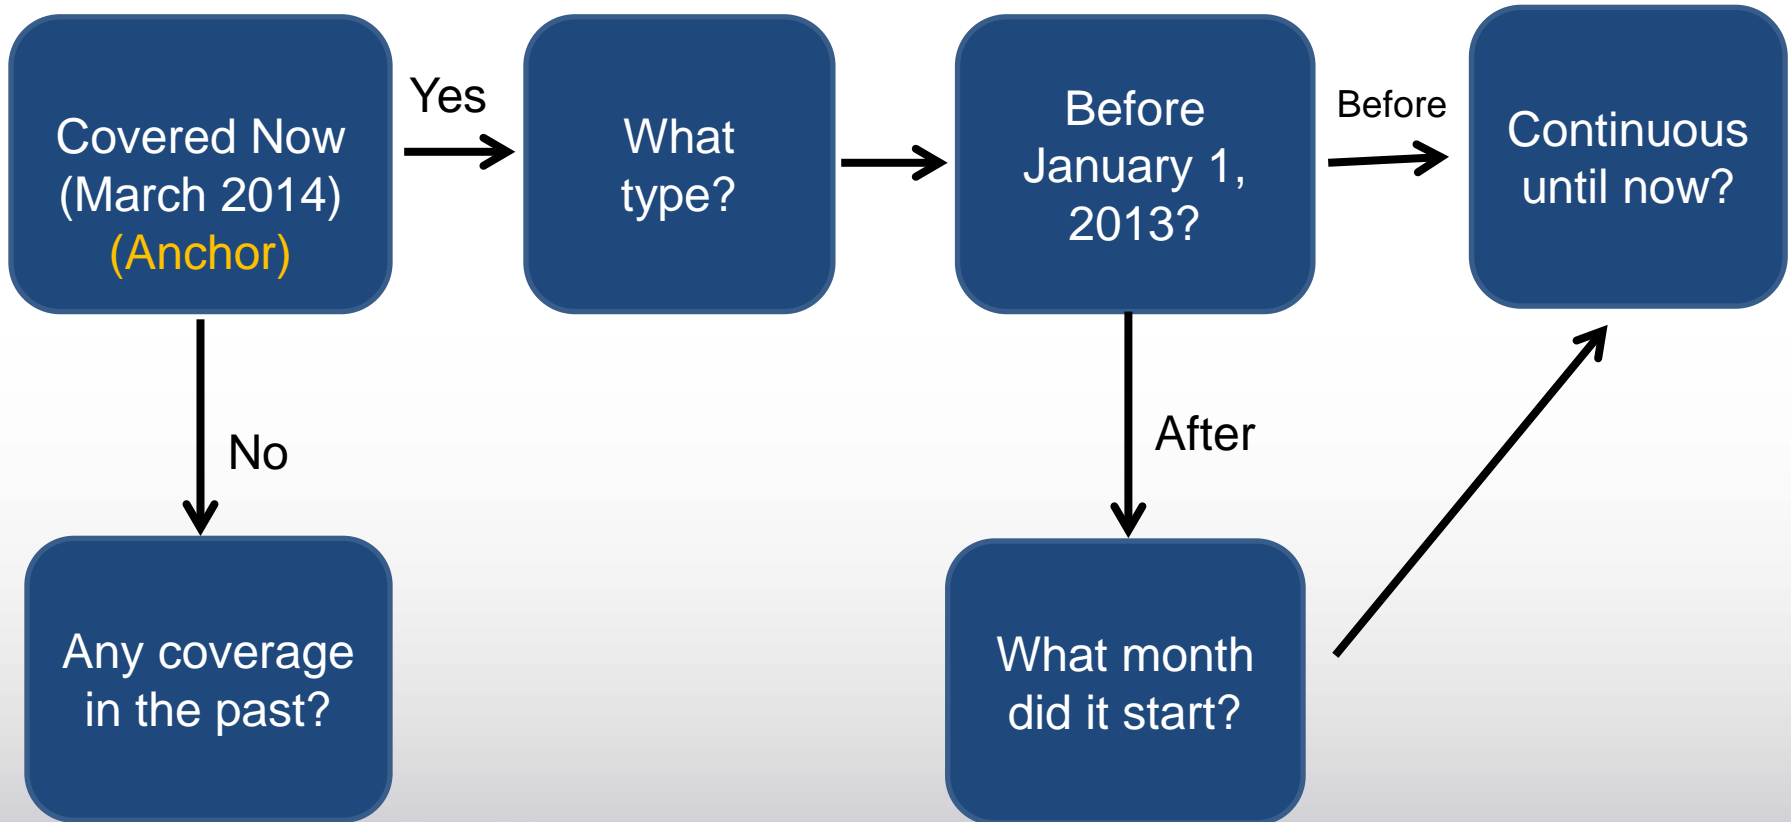 Covered Now
(March 2014)
(Anchor)
Yes
What
type?
Before
January 1,
2013?
Before
Continuous
until now?
No
After
Any coverage
in the past?
What month
did it start?